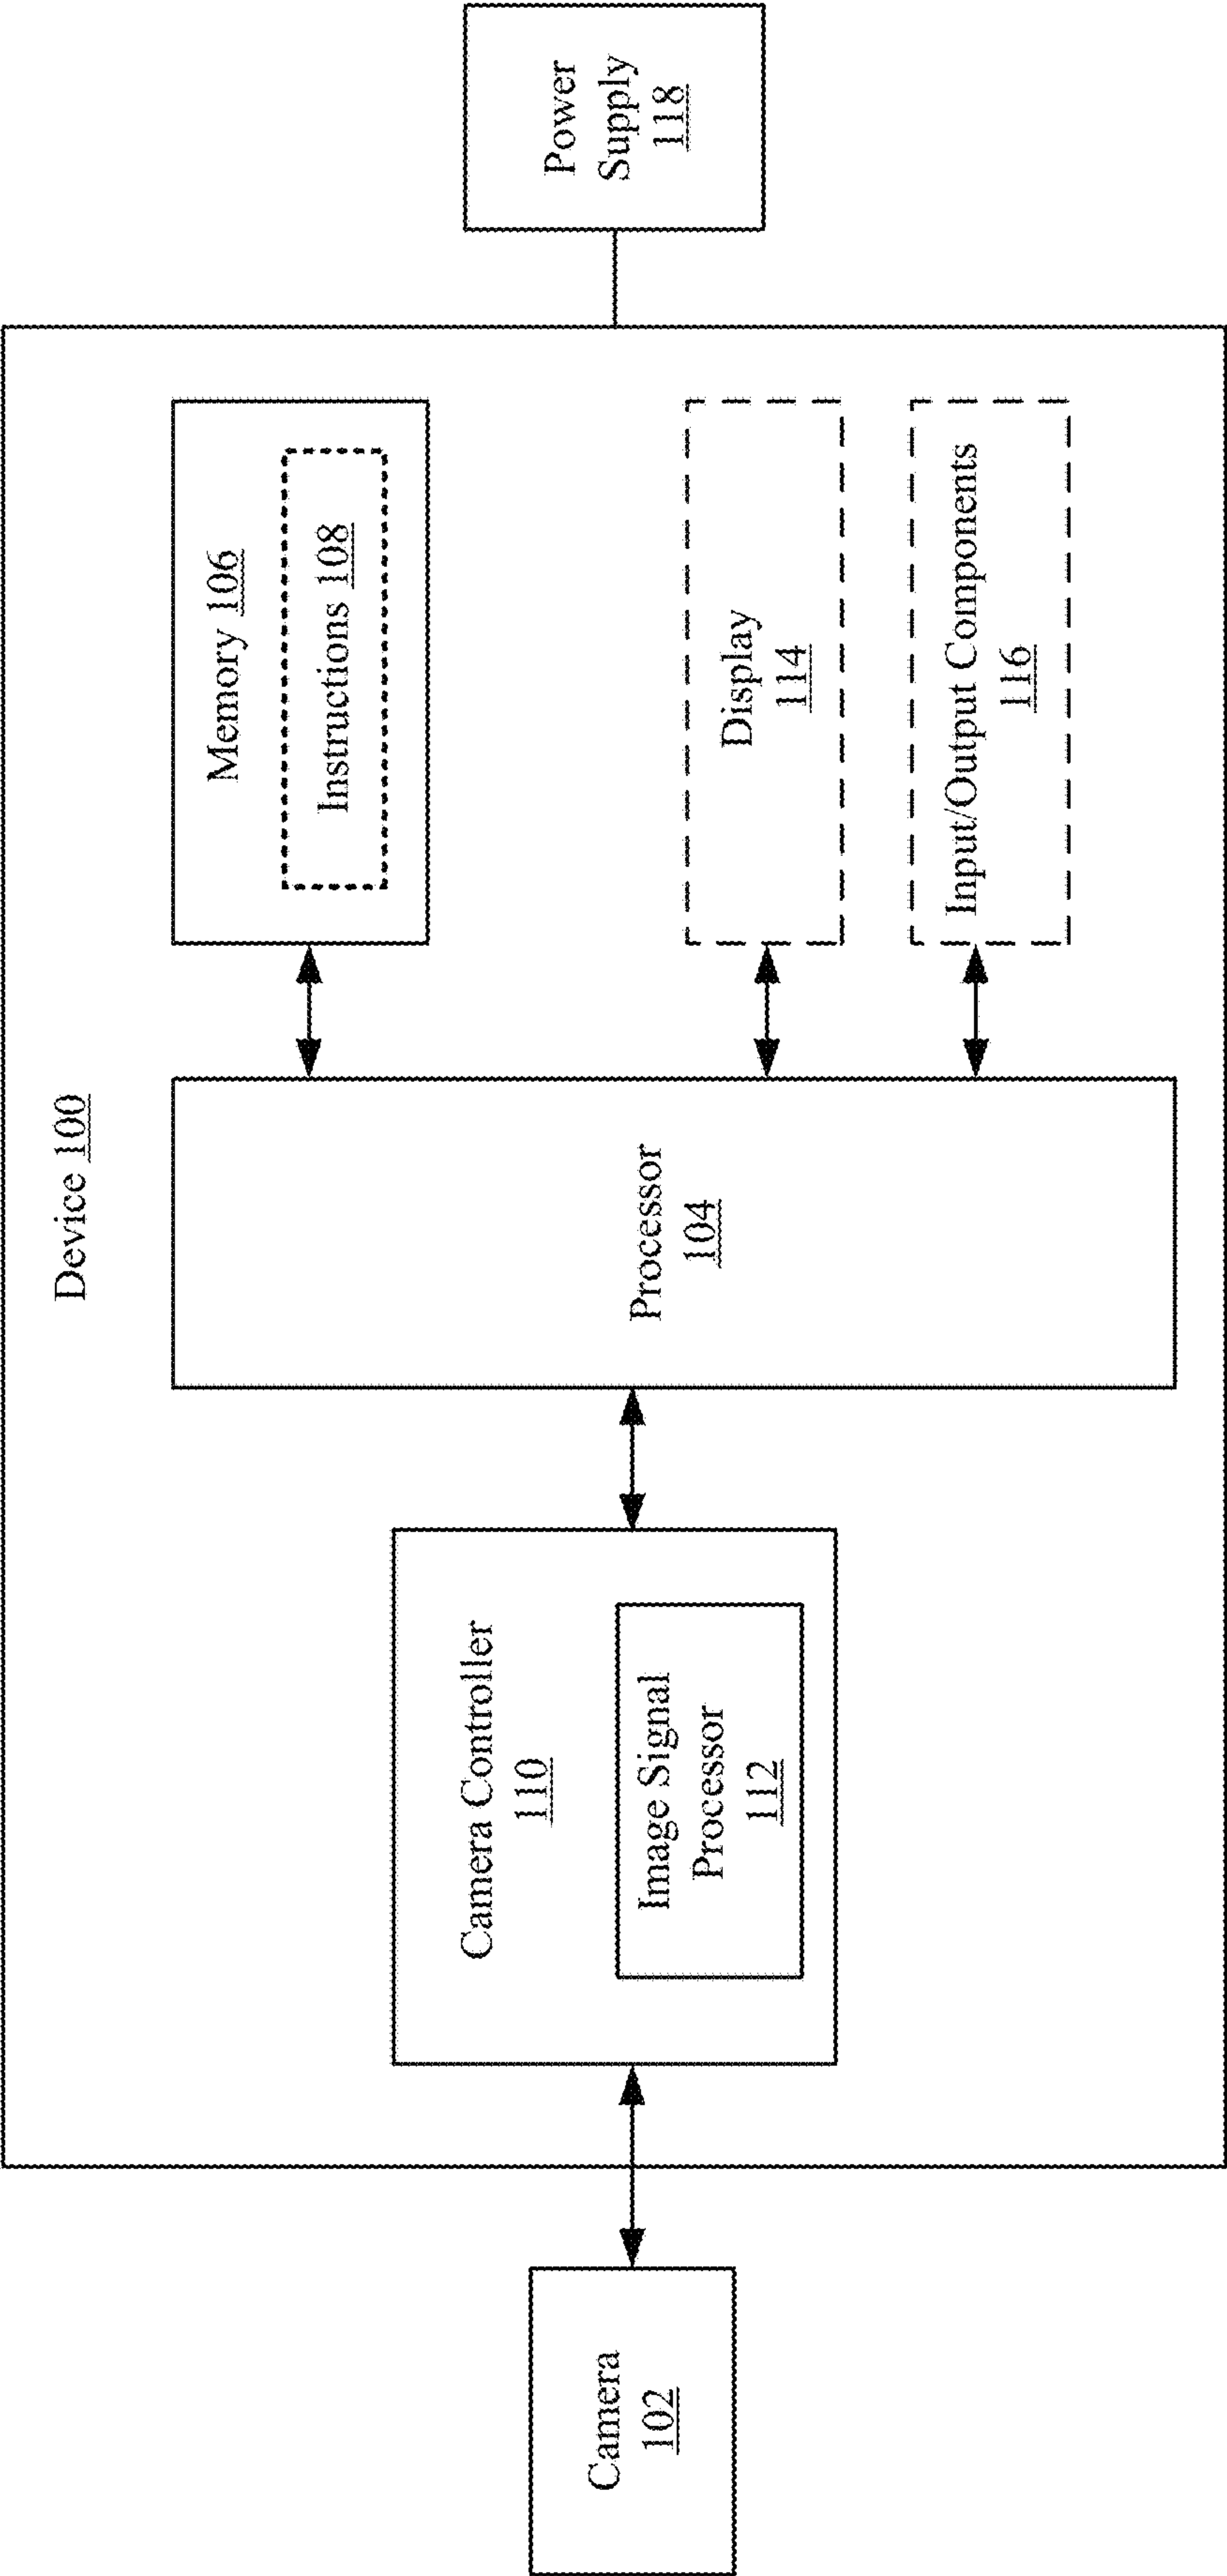 Device 100
Camera
102
Camera Controller
110
Image Signal
Processor
112
Processor
104
Memory 106
Instructions 108
Display
114
Input/Output Components
116
Power
Supply
118